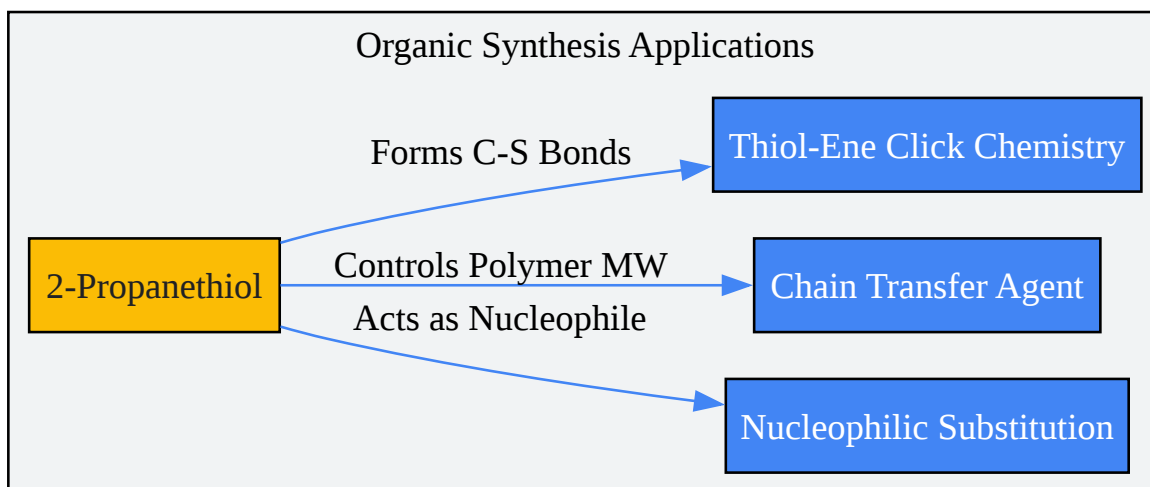 Organic Synthesis Applications
Forms C-S Bonds
Thiol-Ene Click Chemistry
2-Propanethiol
Controls Polymer MW
Chain Transfer Agent
Acts as Nucleophile
Nucleophilic Substitution